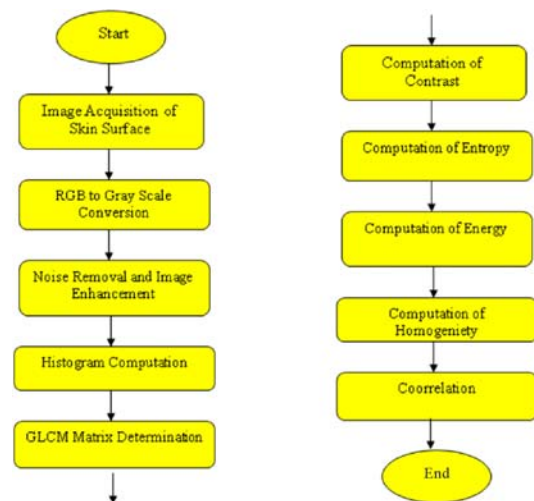 Start
Image Acquisition of
Skin Surface
RGB to Gray Scale
Conversion
Noise Removal and Image
Enhancement
Histogram Computation
GLCM Matrix Determination
Computation of
Contrast
Computation of Entropy
Computation of Energy
Computation of
Homogeniety
Coorrelation
End